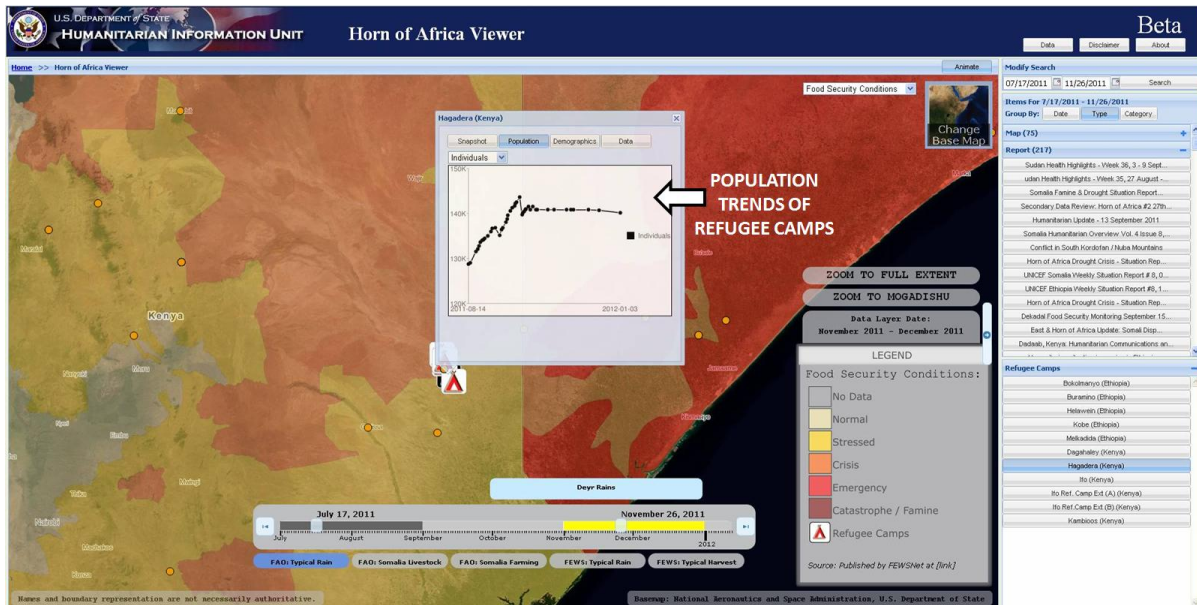 U.S. DEPARTMENT of STATE
HUMANITARIAN INFORMATION UNIT
Horn of Africa Viewer
Beta
Data
Disclaimer
About
Home >> Horn of Africa Viewer
Animate
Food Security Conditions
Change
Base Map
Hagadera (Kenya)
Snapshot
Population
Demographics
Data
Individuals
150K
140K
130K
120K
2011-08-14
2012-01-03
Individuals
POPULATION
TRENDS OF
REFUGEE CAMPS
Kenya
Nairobi
ZOOM TO FULL EXTENT
ZOOM TO MOGADISHU
Data Layer Date:
November 2011 - December 2011
LEGEND
Food Security Conditions:
No Data
Normal
Stressed
Crisis
Emergency
Catastrophe / Famine
Refugee Camps
Source: Published by FEWSNet at [link]
Deyr Rains
July 17, 2011
November 26, 2011
July
August
September
October
November
December
2012
FAO: Typical Rain
FAO: Somalia Livestock
FAO: Somalia Farming
FEWS: Typical Rain
FEWS: Typical Harvest
Names and boundary representation are not necessarily authoritative.
Basemap: National Aeronautics and Space Administration, U.S. Department of State
Modify Search
07/17/2011
11/26/2011
Search
Items For 7/17/2011 - 11/26/2011
Group By:
Date
Type
Category
Map (75)
Report (217)
Sudan Health Highlights - Week 36, 3 - 9 Sept...
udan Health Highlights - Week 35, 27 August -...
Somalia Famine & Drought Situation Report...
Secondary Data Review: Horn of Africa #2 27th...
Humanitarian Update - 13 September 2011
Somalia Humanitarian Overview Vol. 4 Issue 8,...
Conflict in South Kordofan / Nuba Mountains
Horn of Africa Drought Crisis - Situation Rep...
UNICEF Somalia Weekly Situation Report # 8, 0...
UNICEF Ethiopia Weekly Situation Report #8, 1...
Horn of Africa Drought Crisis - Situation Rep...
Dekadal Food Security Monitoring September 15...
East & Horn of Africa Update: Somali Disp...
Dadaab, Kenya: Humanitarian Communications an...
Refugee Camps
Bokolmanyo (Ethiopia)
Buramino (Ethiopia)
Helawein (Ethiopia)
Kobe (Ethiopia)
Melkadida (Ethiopia)
Dagahaley (Kenya)
Hagadera (Kenya)
Ifo (Kenya)
Ifo Ref. Camp Ext (A) (Kenya)
Ifo Ref.Camp Ext (B) (Kenya)
Kambioos (Kenya)